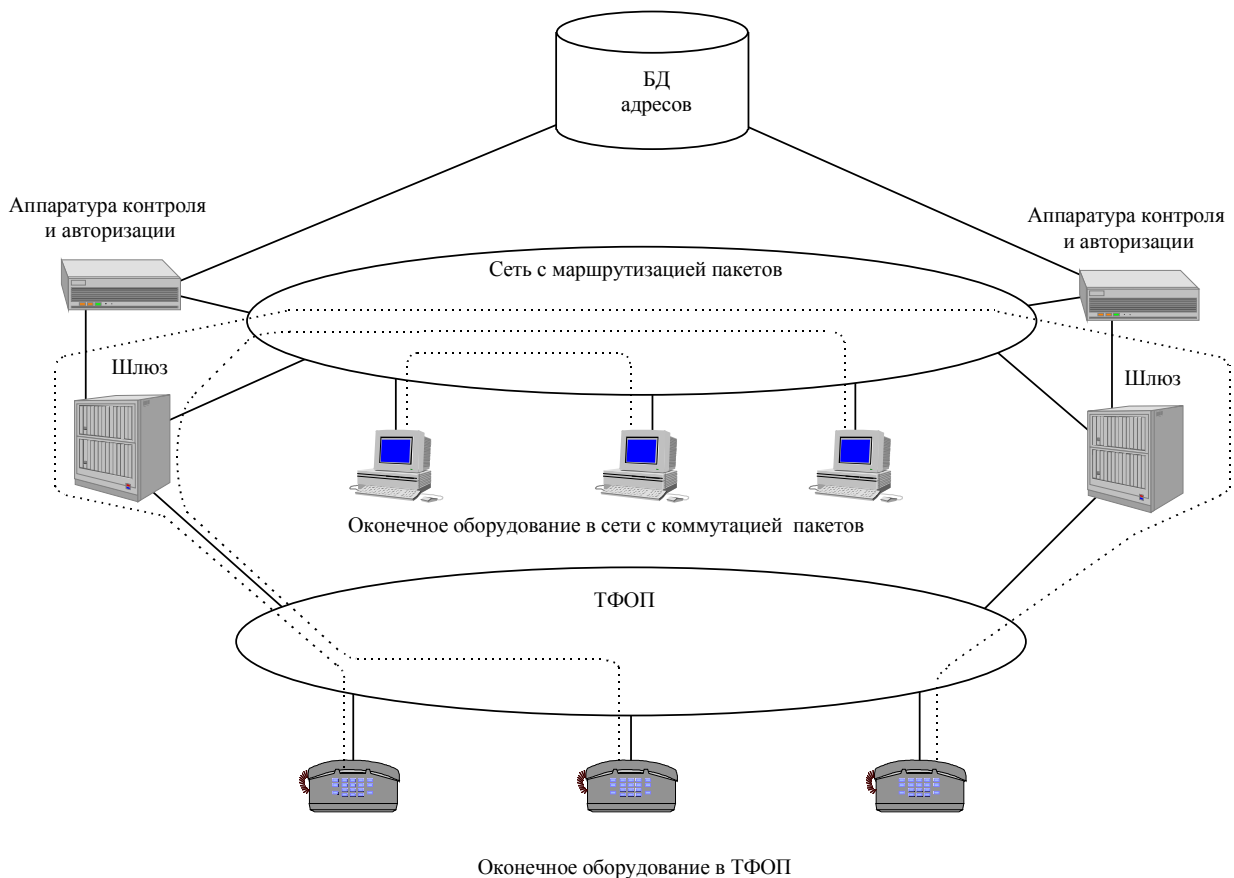 БД
адресов
Аппаратура контроля
и авторизации
Аппаратура контроля
и авторизации
Сеть с маршрутизацией пакетов
Шлюз
Шлюз
Оконечное оборудование в сети с коммутацией пакетов
ТФОП
Оконечное оборудование в ТФОП